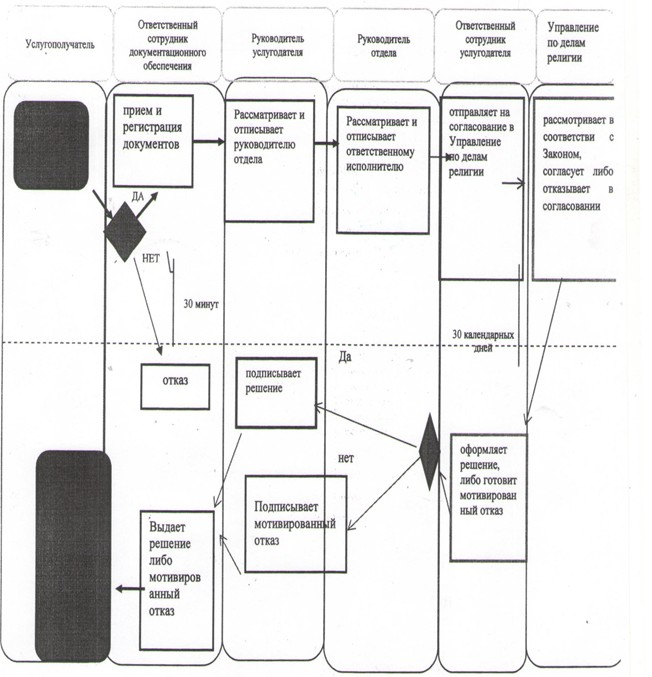 Услугополучатель
Ответственный
сотрудник
документационного
обеспечения
Руководитель
услугодателя
Руководитель
отдела
Ответственный
сотрудник
услугодателя
Управление
по делам
религии
прием и
регистрация
документов
Рассматривает и
отписывает
руководителю
отдела
Рассматривает и
отписывает
ответственному
исполнителю
отправляет на
согласование в
Управление
по делам
религии
рассмотривает в
соответстви с
Законом,
согласует либо
отказывает в
согласовании
ДА
НЕТ
30 минут
30 календарных
дней
Да
отказ
подписывает
решение
нет
оформляет
решение,
либо готовит
мотивирован
ный отказ
Подписывает
мотивированный
отказ
Выдает
решение
либо
мотивиров
анный
отказ